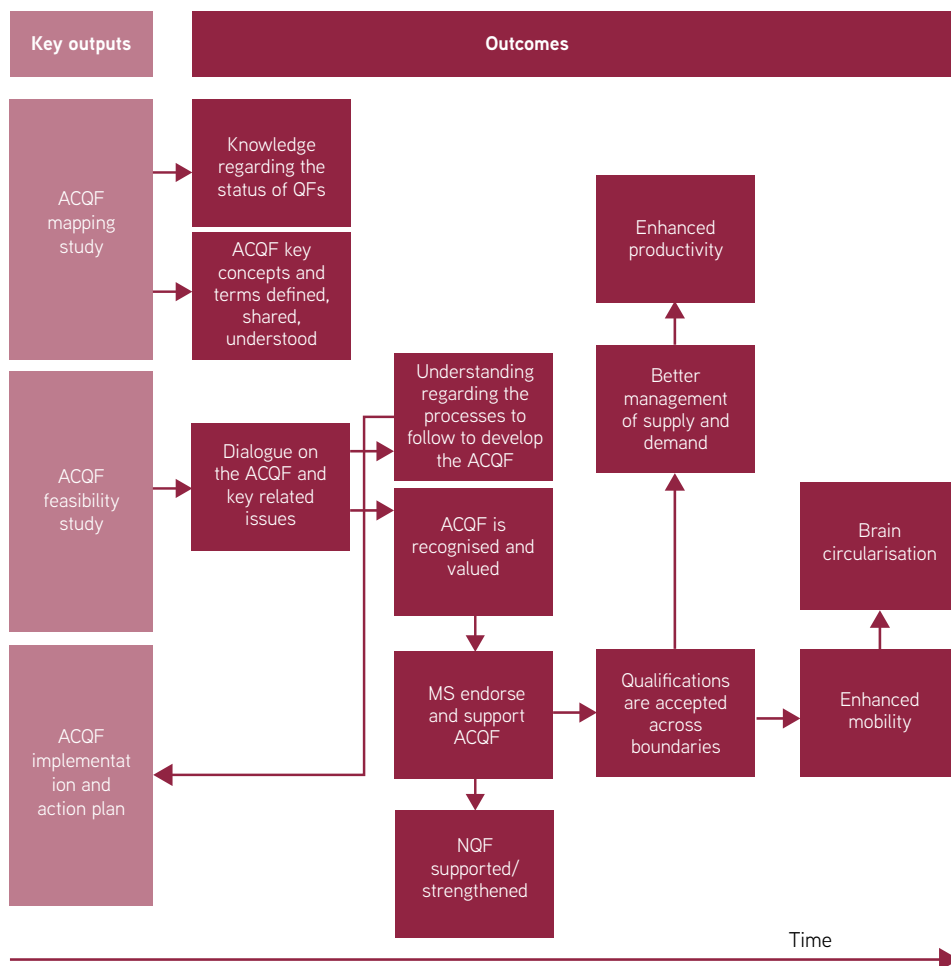 Key outputs
Outcomes
ACQF
mapping
study
Knowledge
regarding the
status of QFs
ACQF key
concepts and
terms defined,
shared,
understood
Enhanced
productivity
Better
management
of supply and
demand
Understanding
regarding the
processes to
follow to develop
the ACQF
ACQF
feasibility
study
Dialogue on
the ACQF and
key related
issues
ACQF is
recognised and
valued
Brain
circularisation
MS endorse
and support
ACQF
Qualifications
are accepted
across
boundaries
Enhanced
mobility
ACQF
implementat
ion and
action plan
NQF
supported/
strengthened
Time